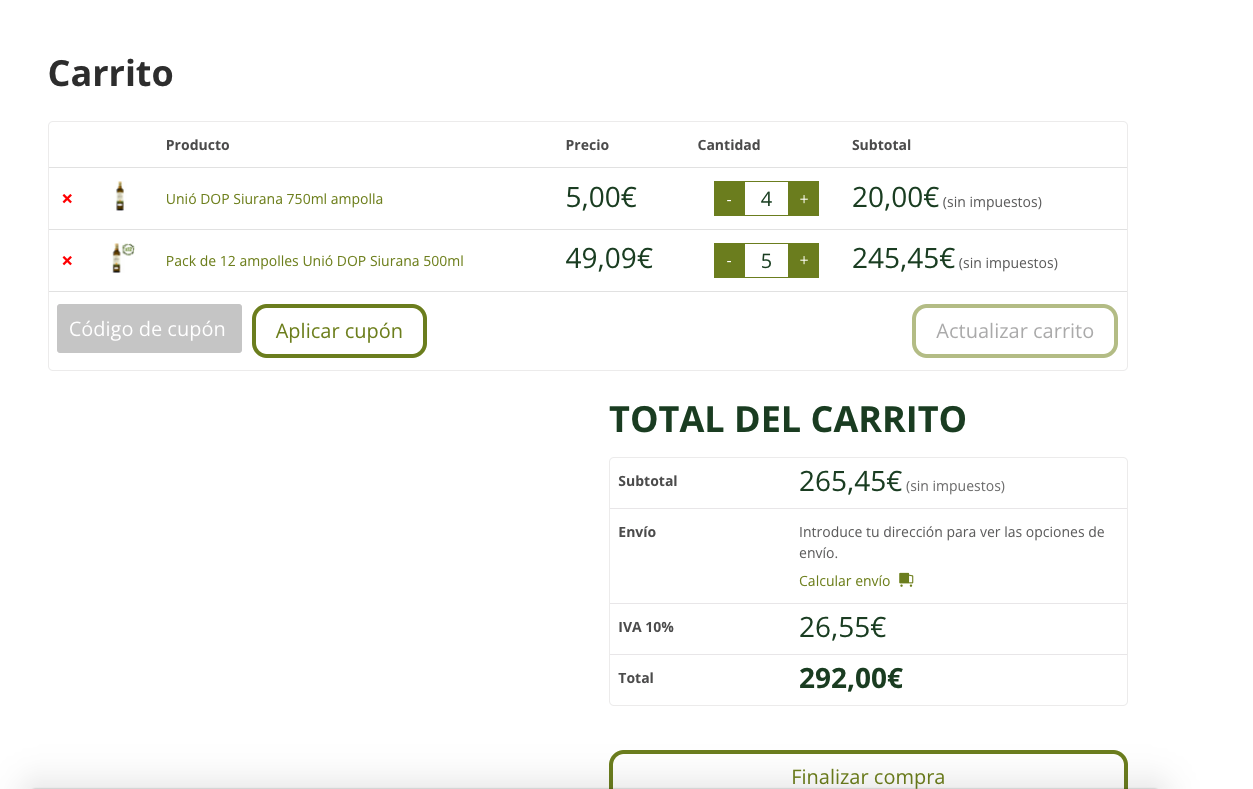 Carrito
Producto Precio Cantidad Subtotal
× Unió DOP Siurana 750ml ampolla 5,00€ - 4 + 20,00€ (sin impuestos)
× Pack de 12 ampolles Unió DOP Siurana 500ml 49,09€ - 5 + 245,45€ (sin impuestos)
Código de cupón Aplicar cupón Actualizar carrito
TOTAL DEL CARRITO
Subtotal 265,45€ (sin impuestos)
Envío Introduce tu dirección para ver las opciones de
envío.
Calcular envío
IVA 10% 26,55€
Total 292,00€
Finalizar compra